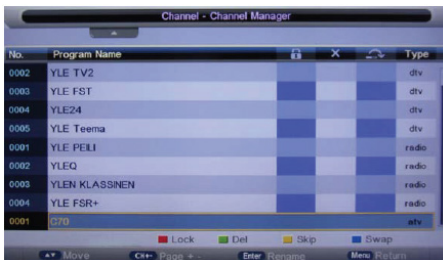 Channel - Channel Manager
No. Program Name Type
0002 YLE TV2 dtv
0003 YLE FST dtv
0004 YLE24 dtv
0005 YLE Teema dtv
0001 YLE PEILI radio
0002 YLEQ radio
0003 YLEN KLASSINEN radio
0004 YLE FSR+ radio
0001 C70 atv
Lock Del Skip Swap
Move CH+- Page + - Enter Rename Menu Return